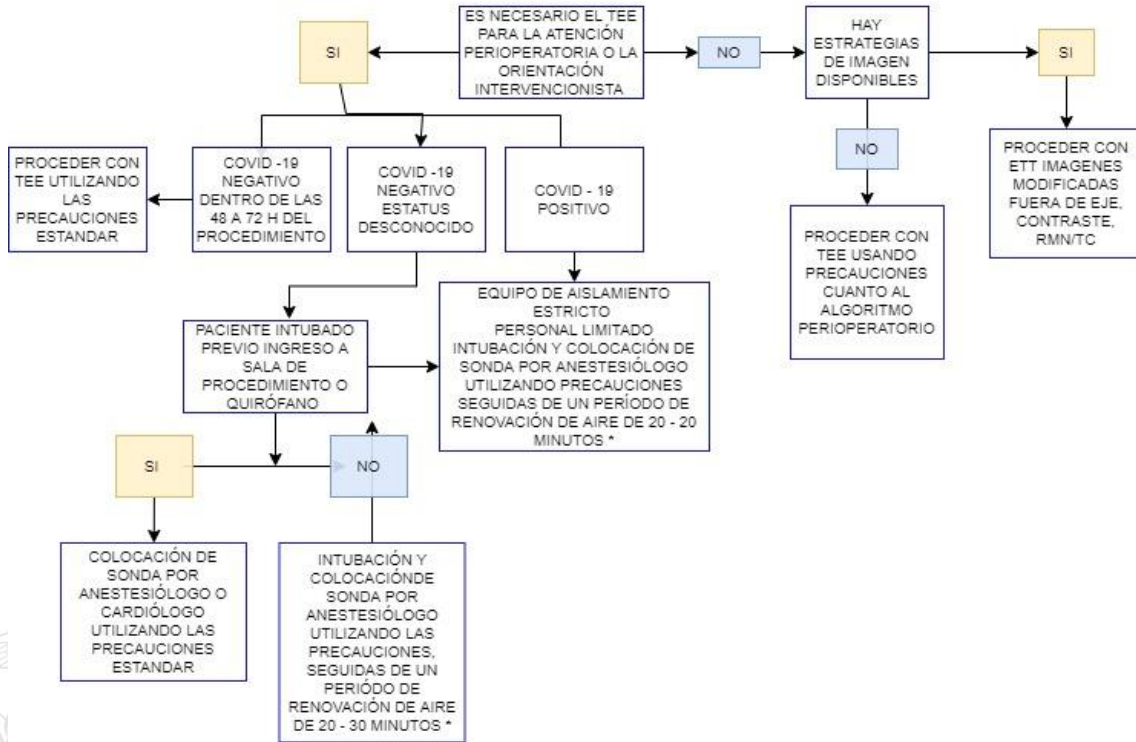 ES NECESARIO EL TEE
PARA LA ATENCIÓN
PERIOPERATORIA O LA
ORIENTACIÓN
INTERVENCIONISTA
SI
NO
HAY
ESTRATEGIAS
DE IMAGEN
DISPONIBLES
SI
NO
PROCEDER CON
TEE UTILIZANDO
LAS
PRECAUCIONES
ESTANDAR
COVID -19
NEGATIVO
DENTRO DE LAS
48 A 72 H DEL
PROCEDIMIENTO
COVID -19
NEGATIVO
ESTATUS
DESCONOCIDO
COVID - 19
POSITIVO
PROCEDER CON
ETT IMAGENES
MODIFICADAS
FUERA DE EJE,
CONTRASTE,
RMN/TC
PROCEDER CON
TEE USANDO
PRECAUCIONES
CUANTO AL
ALGORITMO
PERIOPERATORIO
PACIENTE INTUBADO
PREVIO INGRESO A
SALA DE
PROCEDIMIENTO O
QUIRÓFANO
EQUIPO DE AISLAMIENTO
ESTRICTO
PERSONAL LIMITADO
INTUBACIÓN Y COLOCACIÓN DE
SONDA POR ANESTESIÓLOGO
UTILIZANDO PRECAUCIONES
SEGUIDAS DE UN PERÍODO DE
RENOVACIÓN DE AIRE DE 20 - 20
MINUTOS *
SI
NO
COLOCACIÓN DE
SONDA POR
ANESTESIÓLOGO O
CARDIÓLOGO
UTILIZANDO LAS
PRECAUCIONES
ESTANDAR
INTUBACIÓN Y
COLOCACIÓNDE
SONDA POR
ANESTESIÓLOGO
UTILIZANDO LAS
PRECAUCIONES,
SEGUIDAS DE UN
PERIÓDO DE
RENOVACIÓN DE AIRE
DE 20 - 30 MINUTOS *